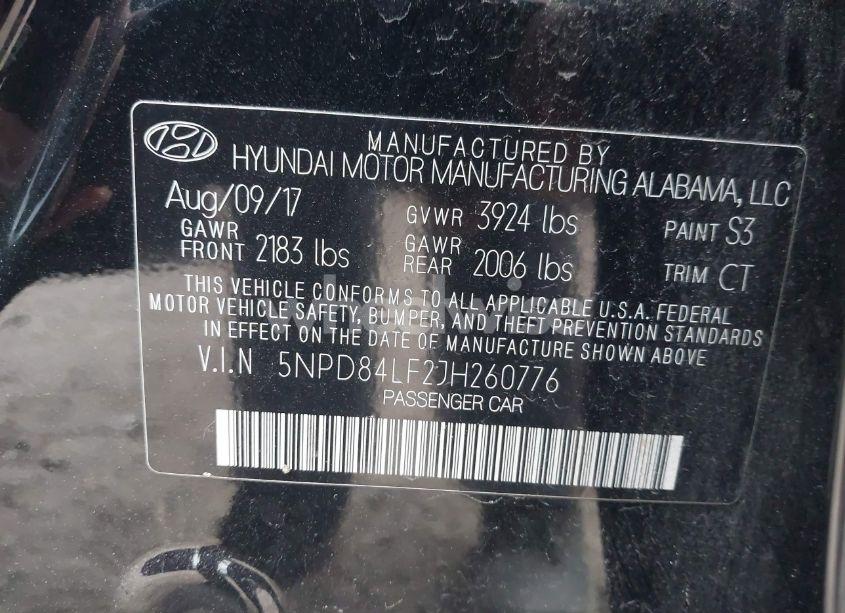 MANUFACTURED BY
HYUNDAI MOTOR MANUFACTURING ALABAMA, LLC
Aug/09/17 GVWR 3924 lbs PAINT S3
GAWR FRONT 2183 lbs GAWR REAR 2006 lbs TRIM CT
THIS VEHICLE CONFORMS TO ALL APPLICABLE U.S.A. FEDERAL
MOTOR VEHICLE SAFETY, BUMPER, AND THEFT PREVENTION STANDARDS
IN EFFECT ON THE DATE OF MANUFACTURE SHOWN ABOVE
V.I.N 5NPD84LF2JH260776
PASSENGER CAR